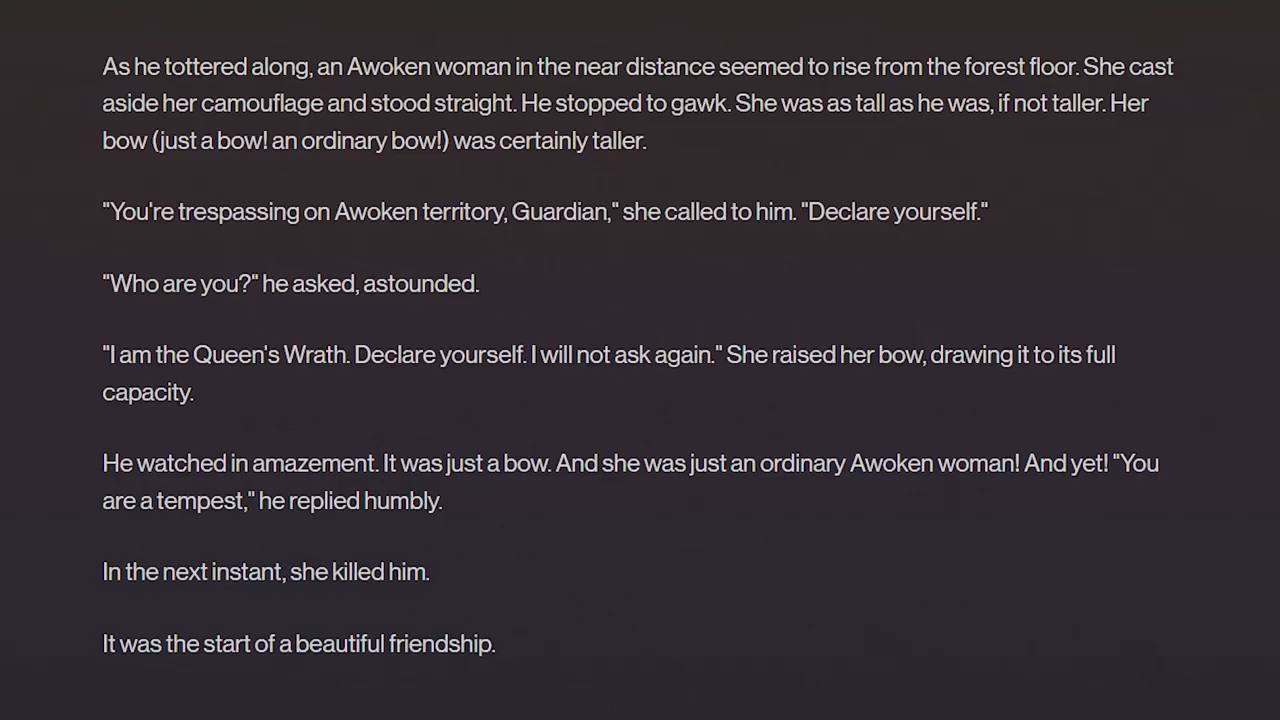 As he tottered along, an Awoken woman in the near distance seemed to rise from the forest floor. She cast
aside her camouflage and stood straight. He stopped to gawk. She was as tall as he was, if not taller. Her
bow (just a bow! an ordinary bow!) was certainly taller.
"You're trespassing on Awoken territory, Guardian," she called to him. "Declare yourself."
"Who are you?" he asked, astounded.
"I am the Queen's Wrath. Declare yourself. I will not ask again." She raised her bow, drawing it to its full
capacity.
He watched in amazement. It was just a bow. And she was just an ordinary Awoken woman! And yet! "You
are a tempest," he replied humbly.
In the next instant, she killed him.
It was the start of a beautiful friendship.